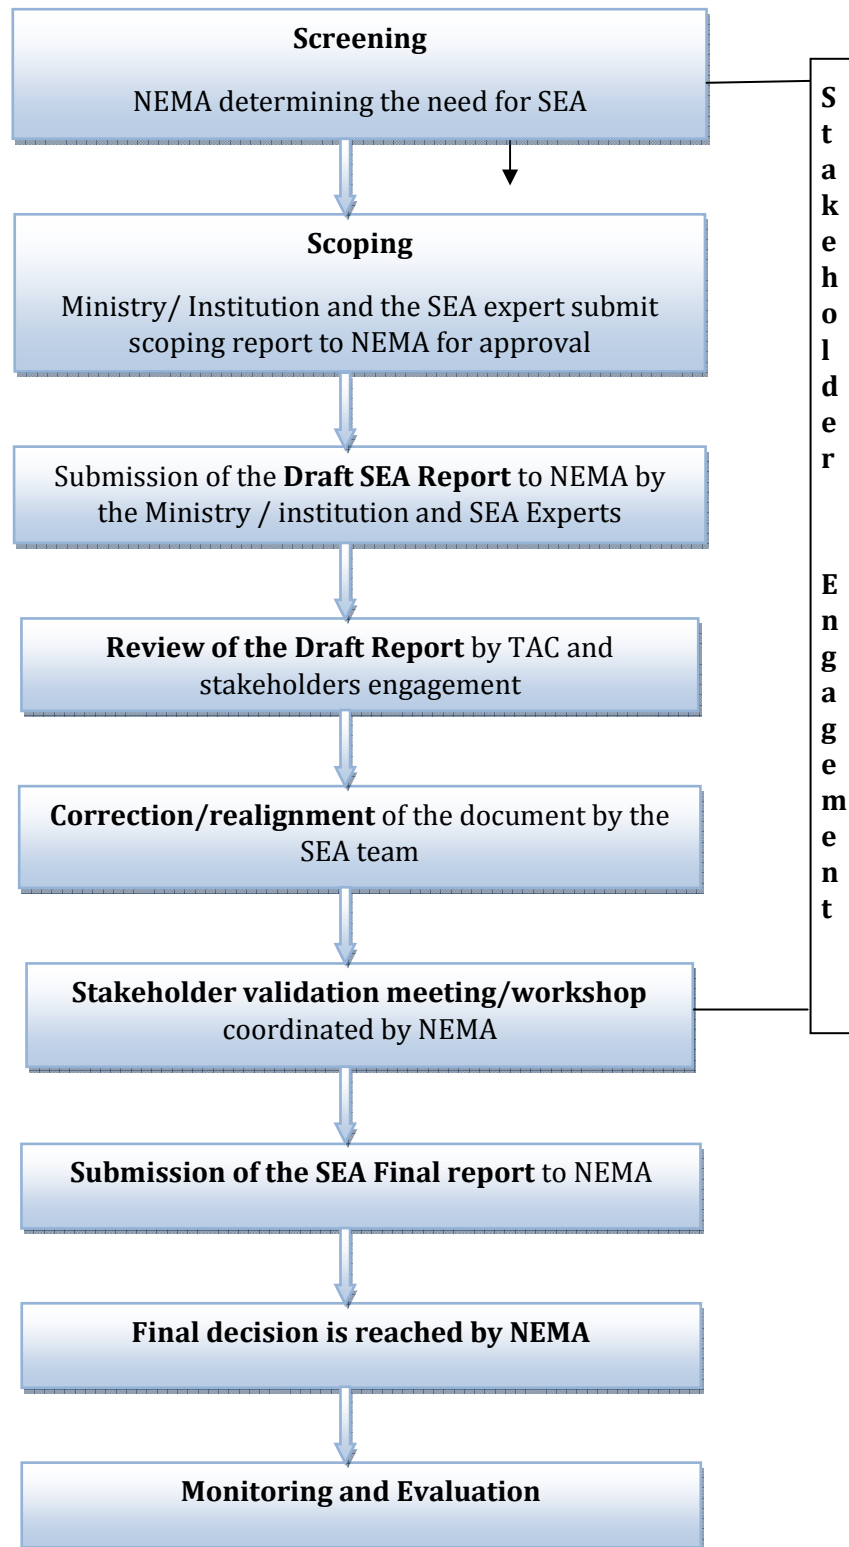 Screening
NEMA determining the need for SEA
Scoping
Ministry/ Institution and the SEA expert submit
scoping report to NEMA for approval
Submission of the Draft SEA Report to NEMA by
the Ministry / institution and SEA Experts
Review of the Draft Report by TAC and
stakeholders engagement
Correction/realignment of the document by the
SEA team
Stakeholder validation meeting/workshop
coordinated by NEMA
Submission of the SEA Final report to NEMA
Final decision is reached by NEMA
Monitoring and Evaluation
Stakeholder
Engagement